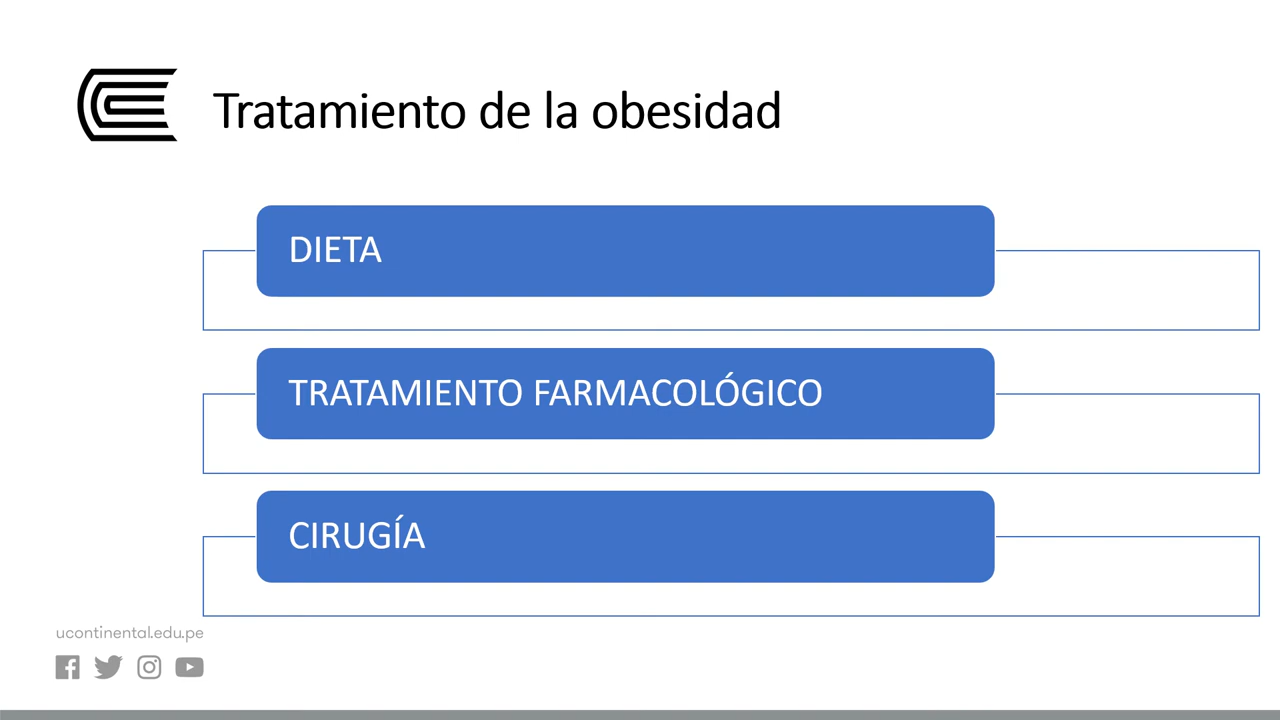 Tratamiento de la obesidad
DIETA
TRATAMIENTO FARMACOLÓGICO
CIRUGÍA
ucontinental.edu.pe